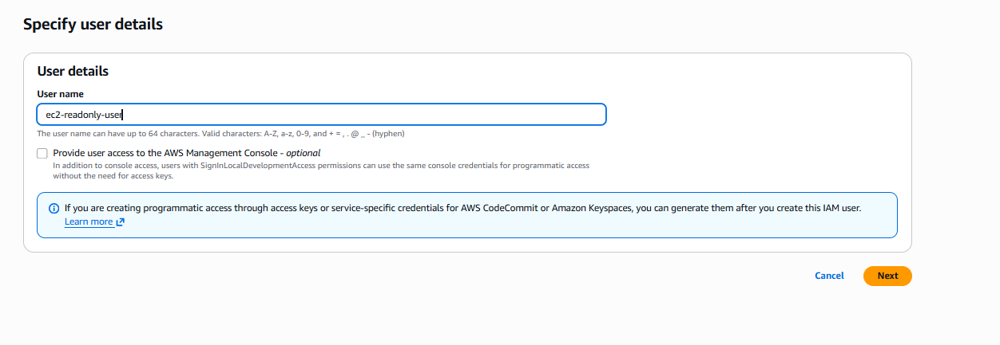 Specify user details
User details
User name
ec2-readonly-user
The user name can have up to 64 characters. Valid characters: A-Z, a-z, 0-9, and + = , . @ _ - (hyphen)
Provide user access to the AWS Management Console - optional
In addition to console access, users with SignInLocalDevelopmentAccess permissions can use the same console credentials for programmatic access
without the need for access keys.
If you are creating programmatic access through access keys or service-specific credentials for AWS CodeCommit or Amazon Keyspaces, you can generate them after you create this IAM user.
Learn more
Cancel
Next